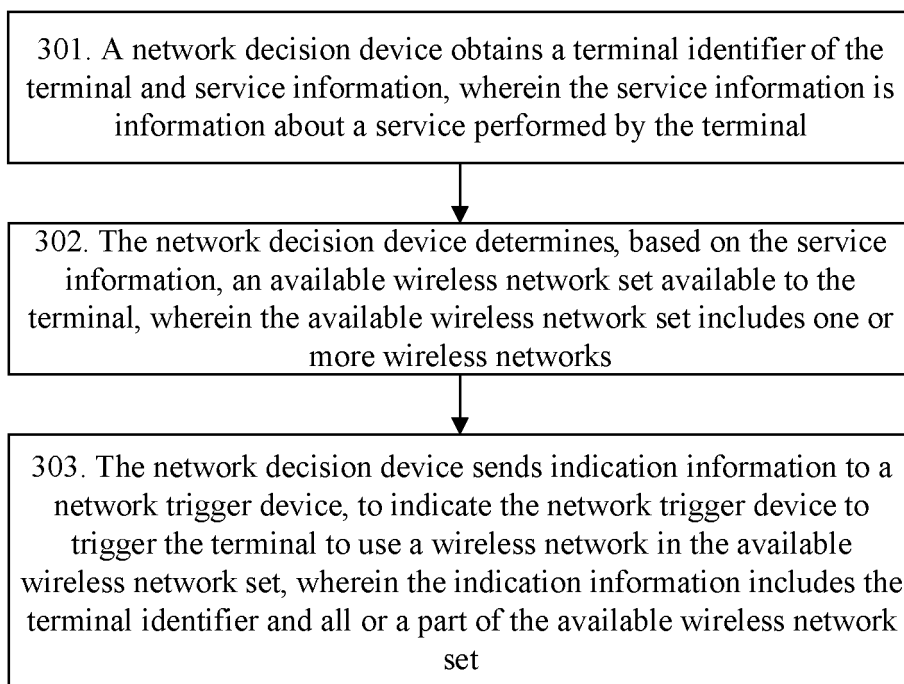 301. A network decision device obtains a terminal identifier of the
terminal and service information, wherein the service information is
information about a service performed by the terminal
302. The network decision device determines, based on the service
information, an available wireless network set available to the
terminal, wherein the available wireless network set includes one or
more wireless networks
303. The network decision device sends indication information to a
network trigger device, to indicate the network trigger device to
trigger the terminal to use a wireless network in the available
wireless network set, wherein the indication information includes the
terminal identifier and all or a part of the available wireless network
set